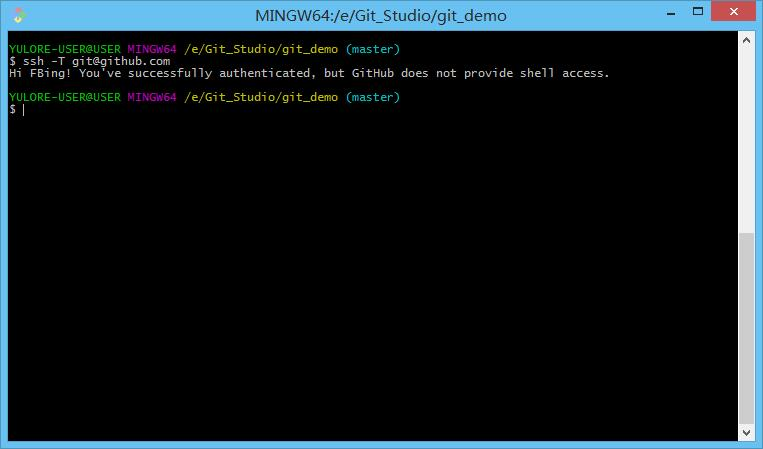 MINGW64:/e/Git_Studio/git_demo
YULORE-USER@USER MINGW64 /e/Git_Studio/git_demo (master)
$ ssh -T git@github.com
Hi FBing! You've successfully authenticated, but GitHub does not provide shell access.
YULORE-USER@USER MINGW64 /e/Git_Studio/git_demo (master)
$